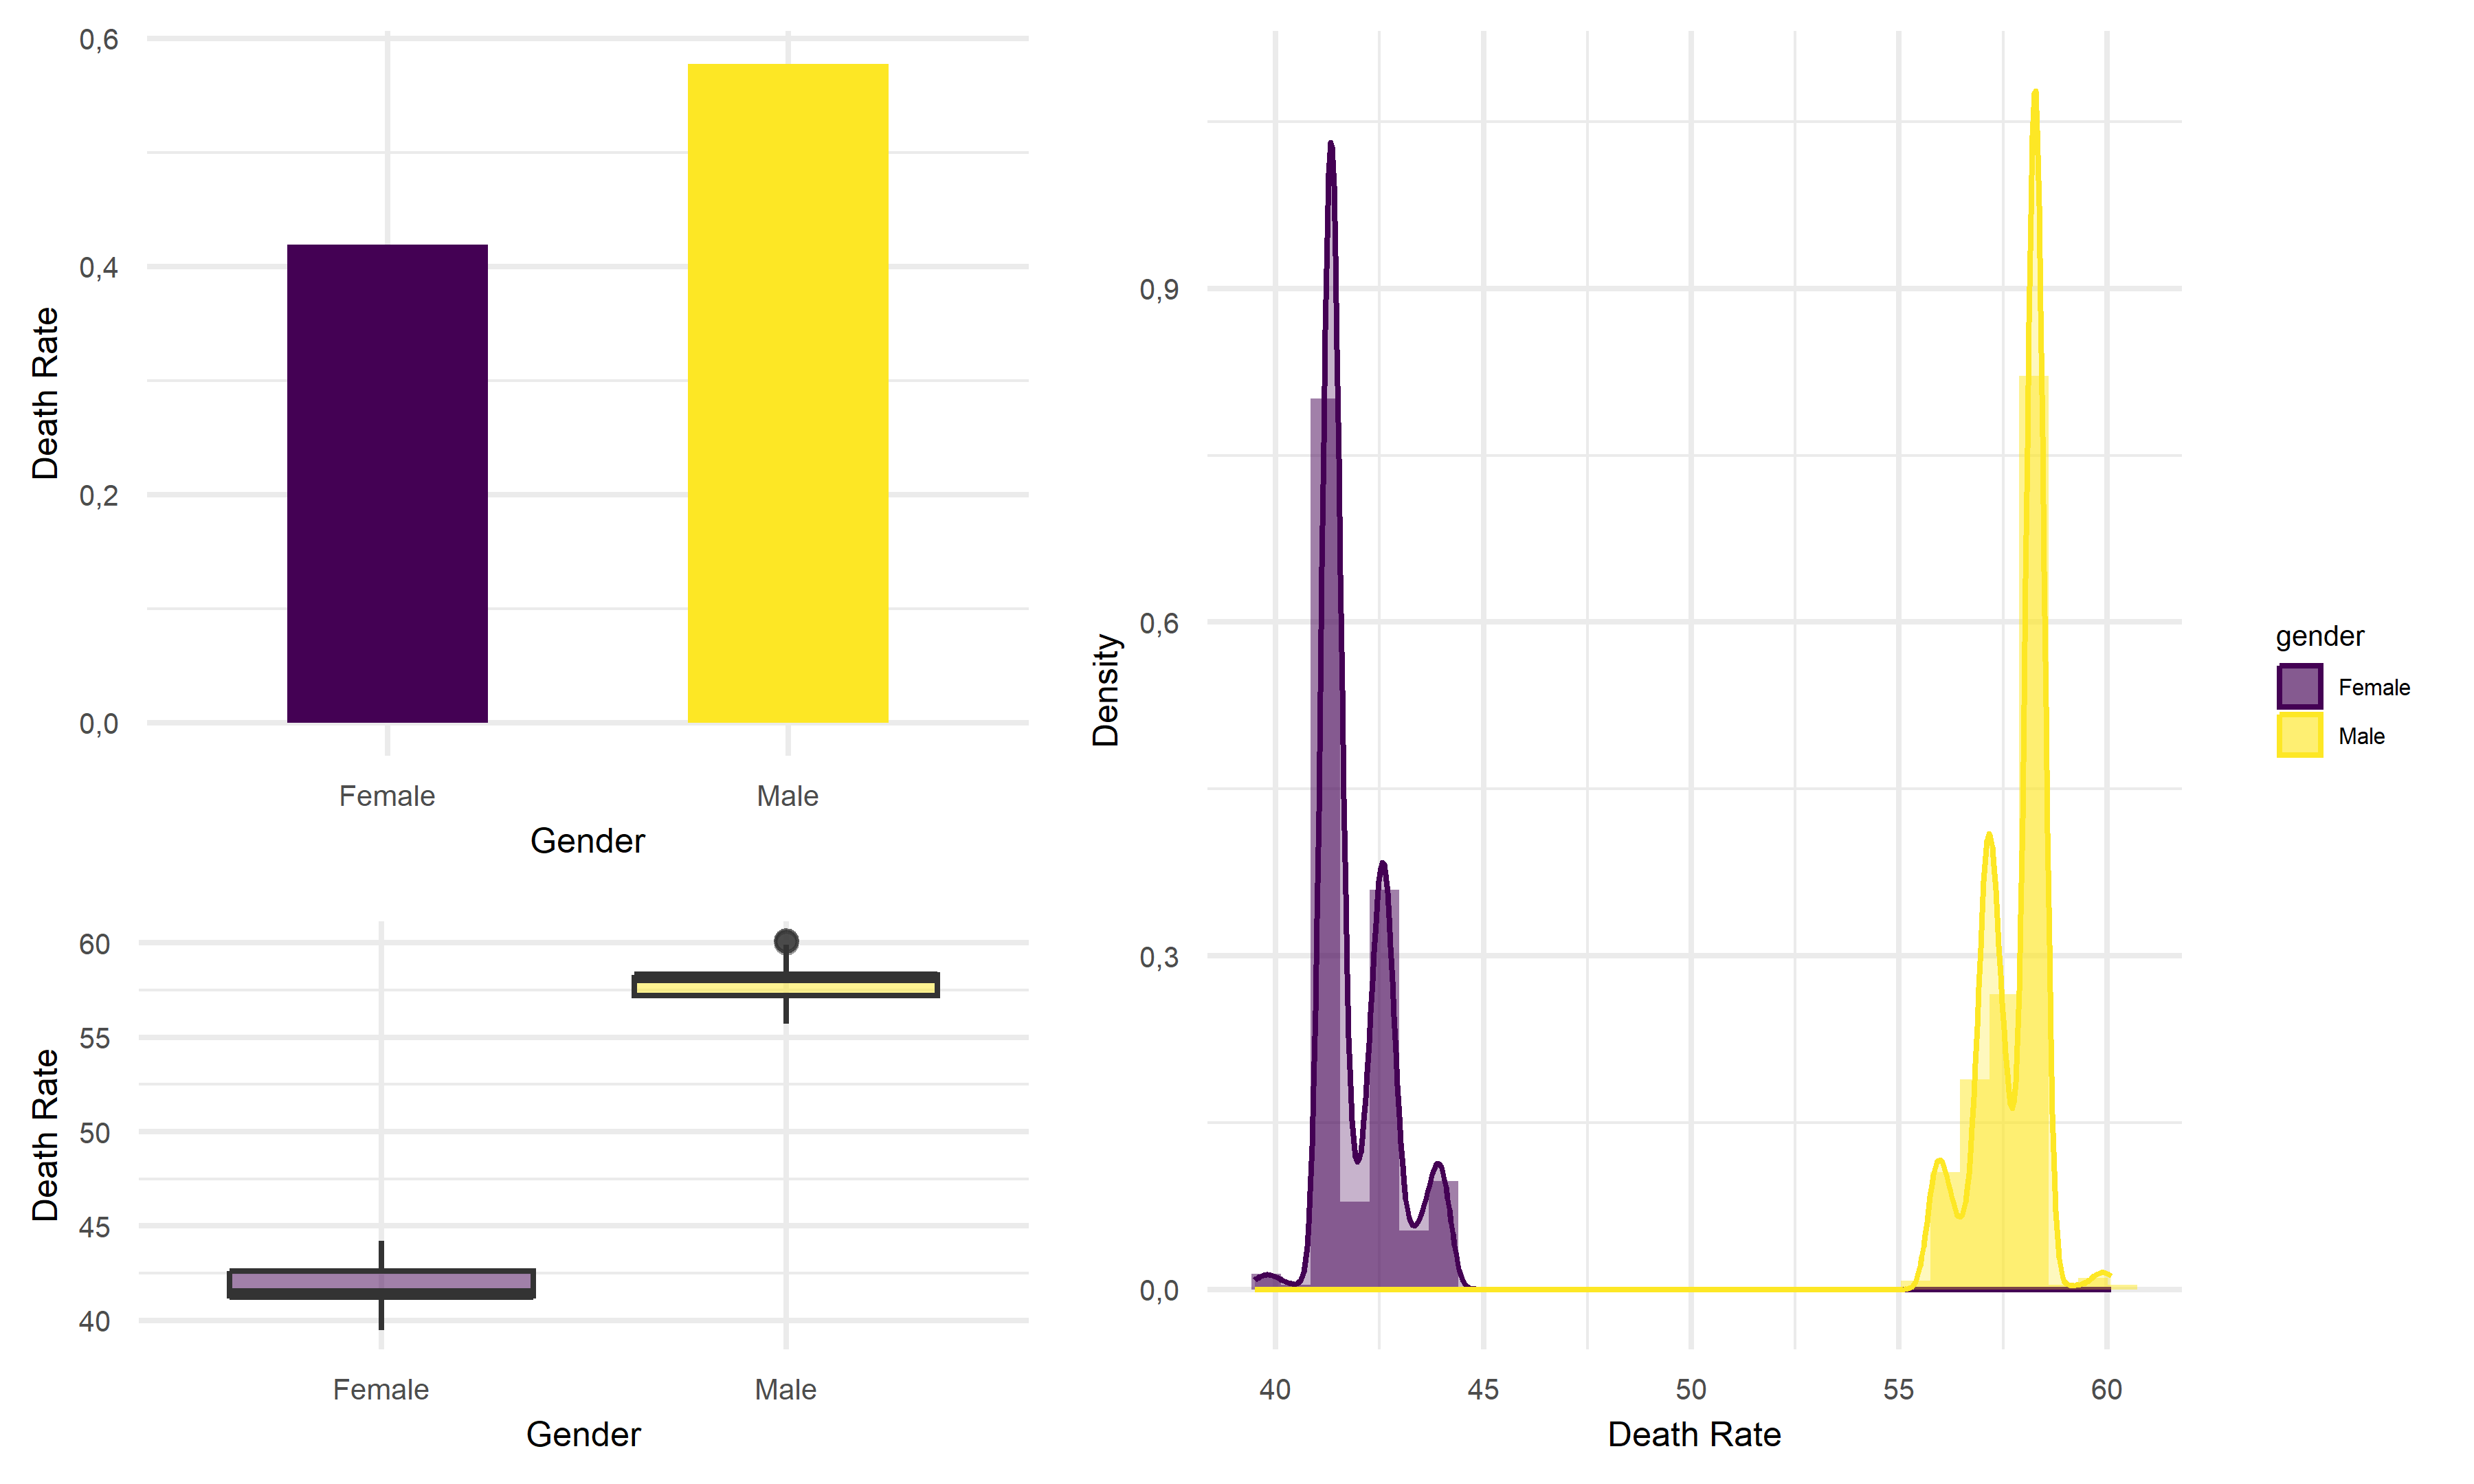 0,6
0,4
0,2
0,0
Death Rate
Female Male
Gender
60
55
50
45
40
Death Rate
Female Male
Gender
0,9
0,6
0,3
0,0
Density
40 45 50 55 60
Death Rate
gender
Female
Male